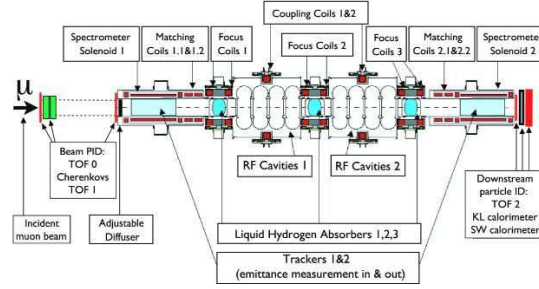 Coupling Coils 1&2
Spectrometer
Solenoid 1
Matching
Coils 1.1&1.2
Focus
Coils 1
Focus Coils 2
Focus
Coils 3
Matching
Coils 2.1&2.2
Spectrometer
Solenoid 2
μ
Beam PID:
TOF 0
Cherenkovs
TOF 1
RF Cavities 1
RF Cavities 2
Downstream
particle ID:
TOF 2
KL calorimeter
SW calorimeter
Incident
muon beam
Adjustable
Diffuser
Liquid Hydrogen Absorbers 1,2,3
Trackers 1&2
(emittance measurement in & out)